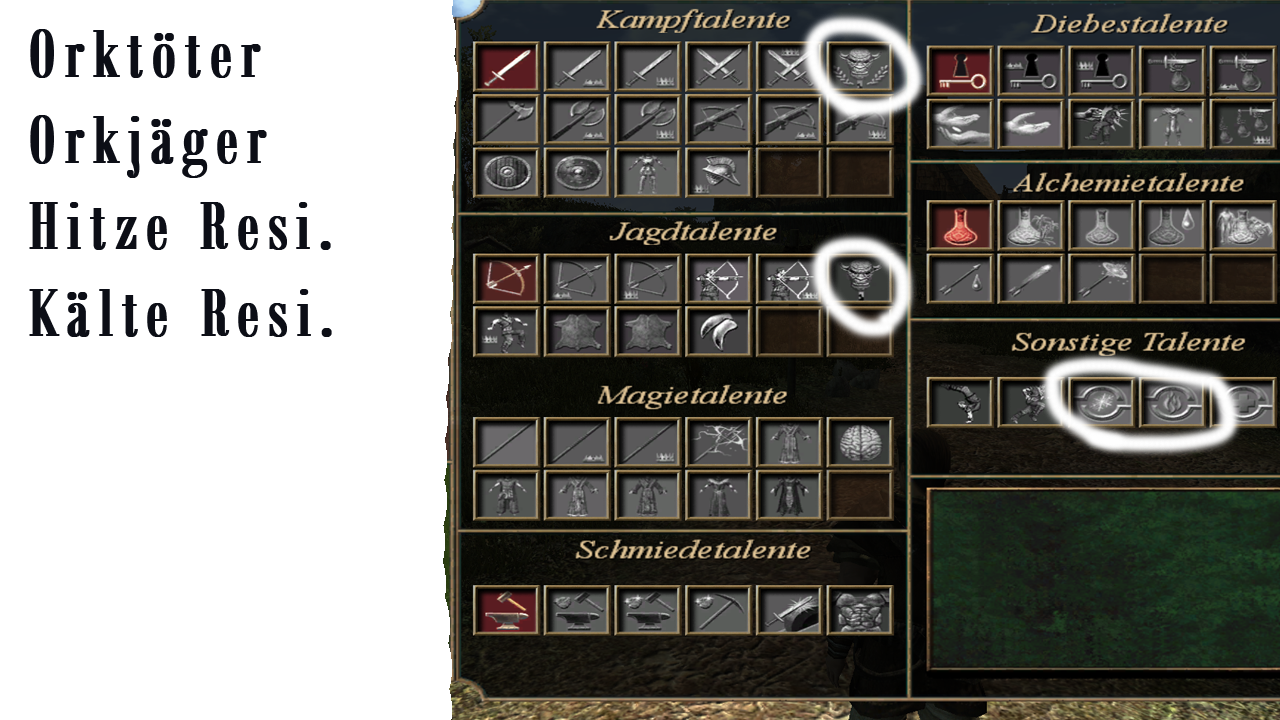 Orktöter
Orkjäger
Hitze Resi.
Kälte Resi.
Kampftalente
Jagdtalente
Magietalente
Schmiedetalente
Diebestalente
Alchemietalente
Sonstige Talente